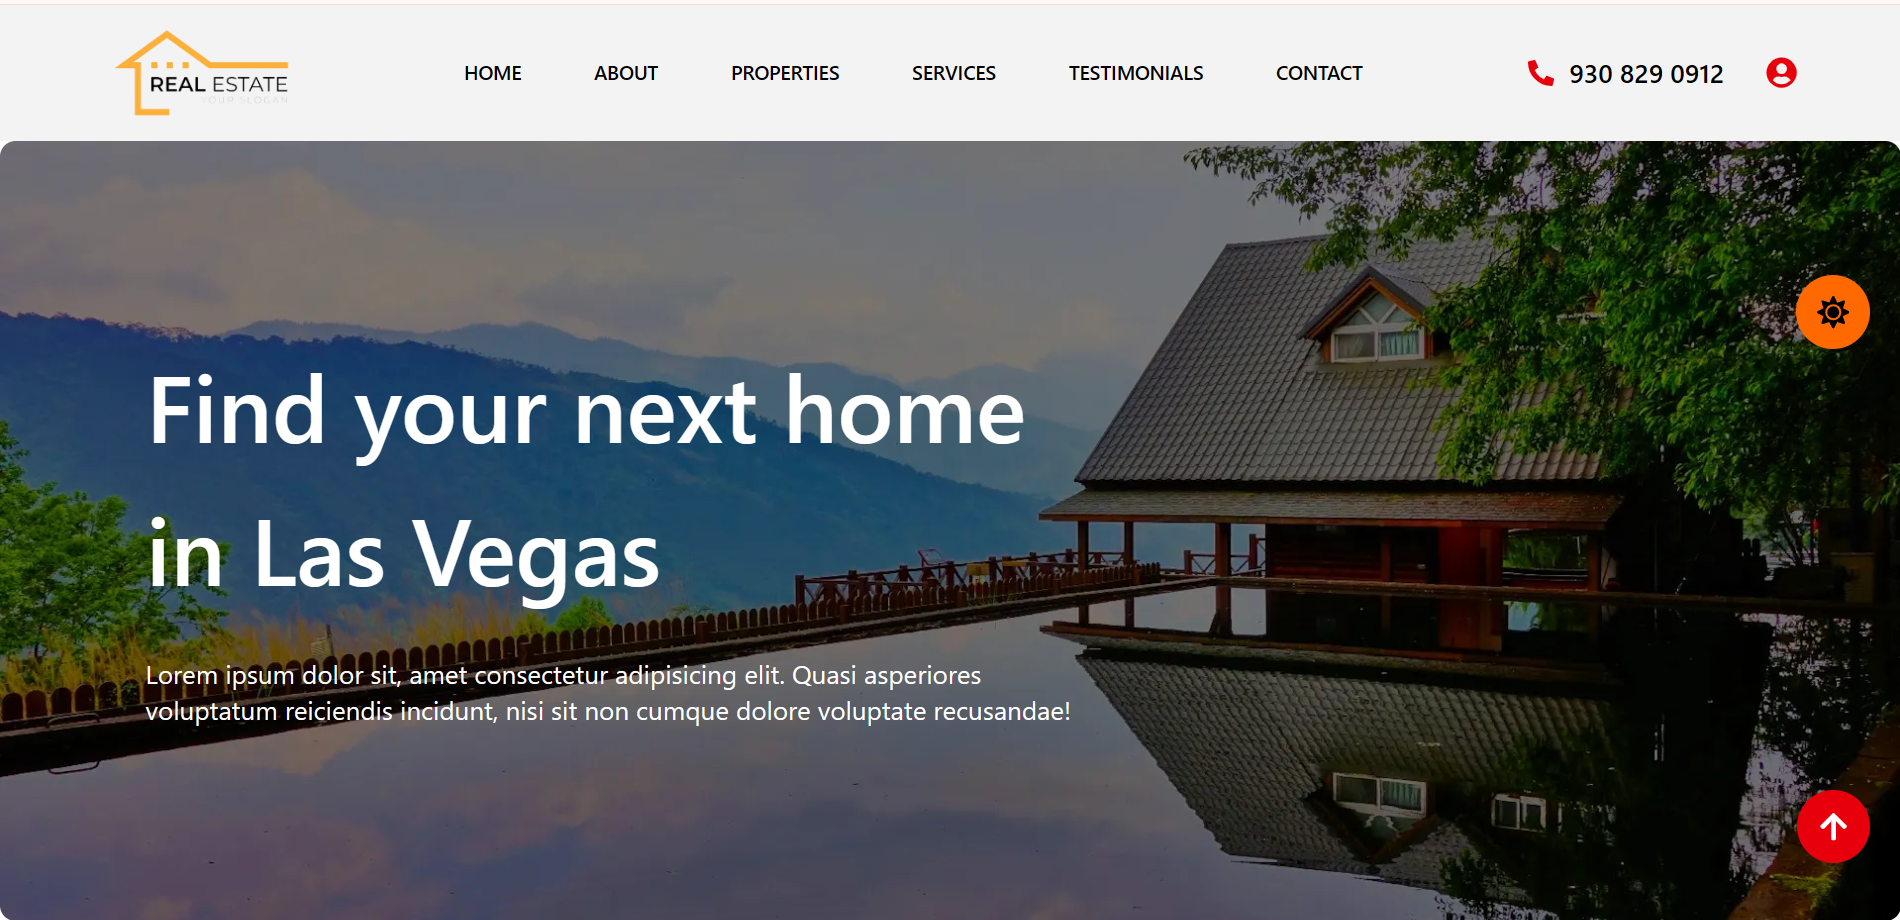 REAL ESTATE
YOUR SLOGAN
HOME
ABOUT
PROPERTIES
SERVICES
TESTIMONIALS
CONTACT
930 829 0912
Find your next home
in Las Vegas
Lorem ipsum dolor sit, amet consectetur adipisicing elit. Quasi asperiores
voluptatum reiciendis incidunt, nisi sit non cumque dolore voluptate recusandae!